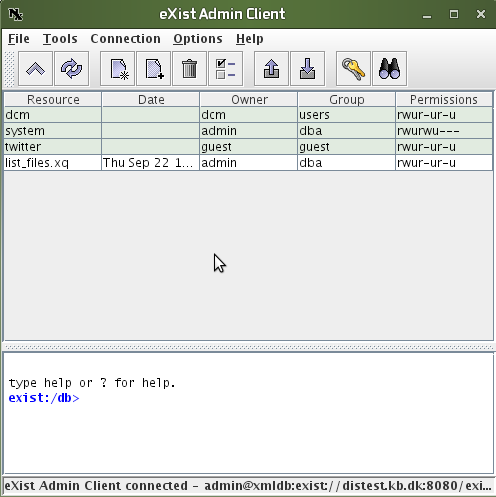 eXist Admin Client
File Tools Connection Options Help
Resource Date Owner Group Permissions
dcm dcm users rwur-ur-u
system admin dba rwurwu---
twitter guest guest rwur-ur-u
list_files.xq Thu Sep 22 1... admin dba rwur-ur-u
type help or ? for help.
exist:/db>
eXist Admin Client connected - admin@xmldb:exist://distest.kb.dk:8080/exi...